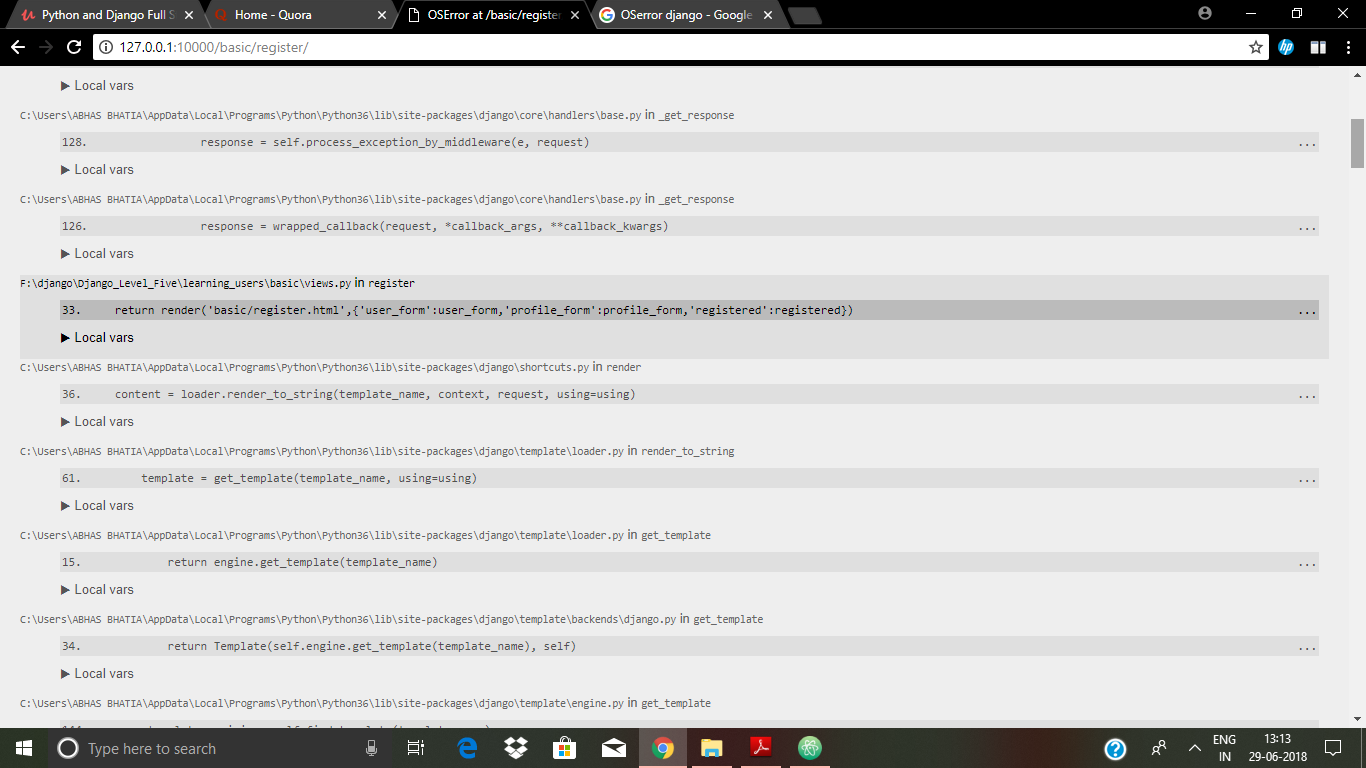 Python and Django Full S
Home - Quora
OSError at /basic/register
OSerror django - Google
127.0.0.1:10000/basic/register/
▶ Local vars
C:\Users\ABHAS BHATIA\AppData\Local\Programs\Python\Python36\lib\site-packages\django\core\handlers\base.py in _get_response
128. response = self.process_exception_by_middleware(e, request) ...
▶ Local vars
C:\Users\ABHAS BHATIA\AppData\Local\Programs\Python\Python36\lib\site-packages\django\core\handlers\base.py in _get_response
126. response = wrapped_callback(request, *callback_args, **callback_kwargs) ...
▶ Local vars
F:\django\Django_Level_Five\learning_users\basic\views.py in register
33. return render('basic/register.html',{'user_form':user_form,'profile_form':profile_form,'registered':registered}) ...
▶ Local vars
C:\Users\ABHAS BHATIA\AppData\Local\Programs\Python\Python36\lib\site-packages\django\shortcuts.py in render
36. content = loader.render_to_string(template_name, context, request, using=using) ...
▶ Local vars
C:\Users\ABHAS BHATIA\AppData\Local\Programs\Python\Python36\lib\site-packages\django\template\loader.py in render_to_string
61. template = get_template(template_name, using=using) ...
▶ Local vars
C:\Users\ABHAS BHATIA\AppData\Local\Programs\Python\Python36\lib\site-packages\django\template\loader.py in get_template
15. return engine.get_template(template_name) ...
▶ Local vars
C:\Users\ABHAS BHATIA\AppData\Local\Programs\Python\Python36\lib\site-packages\django\template\backends\django.py in get_template
34. return Template(self.engine.get_template(template_name), self) ...
▶ Local vars
C:\Users\ABHAS BHATIA\AppData\Local\Programs\Python\Python36\lib\site-packages\django\template\engine.py in get_template
Type here to search
ENG
IN
13:13
29-06-2018